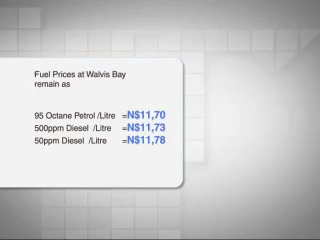 Fuel Prices at Walvis Bay
remain as
95 Octane Petrol /Litre =N$11,70
500ppm Diesel /Litre =N$11,73
50ppm Diesel /Litre =N$11,78